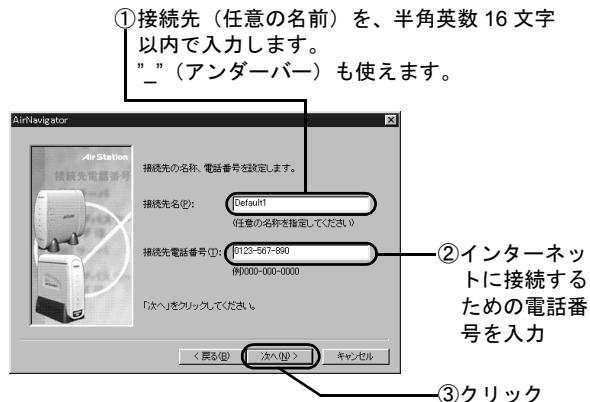 ①接続先（任意の名前）を、半角英数 16 文字
以内で入力します。
"_"（アンダーバー）も使えます。
AirNavigator
AirStation
接続先電話番号
接続先の名称、電話番号を設定します。
接続先名(P):
Default1
(任意の名称を指定してください)
接続先電話番号(T):
0123-567-890
例)000-000-0000
②インターネッ
トに接続する
ための電話番
号を入力
「次へ」をクリックしてください。
< 戻る(B)
次へ(N) >
キャンセル
③クリック